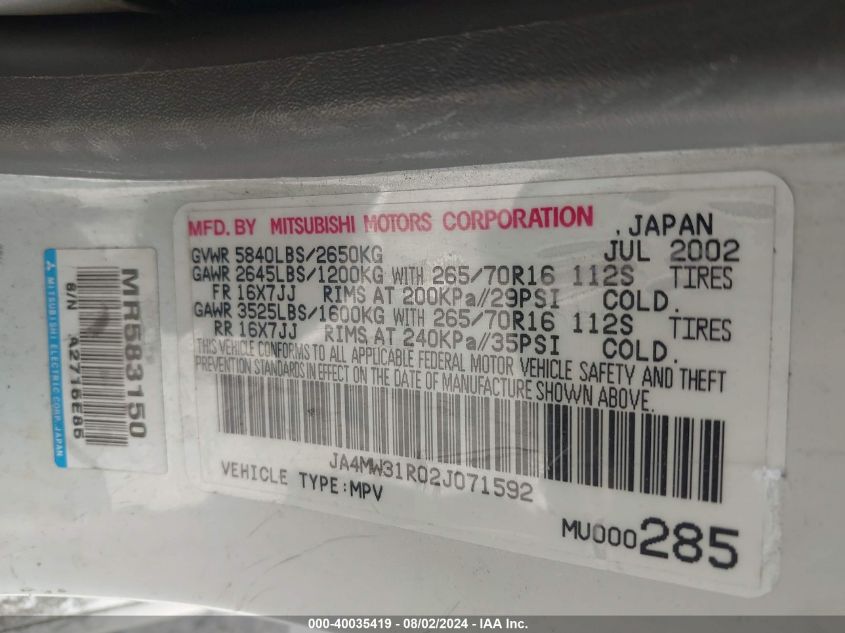 MFD. BY MITSUBISHI MOTORS CORPORATION , JAPAN
GVWR 5840LBS/2650KG JUL 2002
GAWR 2645LBS/1200KG WITH 265/70R16 112S TIRES
FR 16X7JJ RIMS AT 200KPa//29PSI COLD.
GAWR 3525LBS/1600KG WITH 265/70R16 112S TIRES
RR 16X7JJ RIMS AT 240KPa//35PSI COLD.
THIS VEHICLE CONFORMS TO ALL APPLICABLE FEDERAL MOTOR VEHICLE SAFETY AND THEFT
PREVENTION STANDARDS IN EFFECT ON THE DATE OF MANUFACTURE SHOWN ABOVE.
JA4MW31R02J071592
VEHICLE TYPE:MPV
MU000285
MITSUBISHI ELECTRIC CORP. JAPAN
MR583150
S/N A2716E86
000-40035419 - 08/02/2024 - IAA Inc.